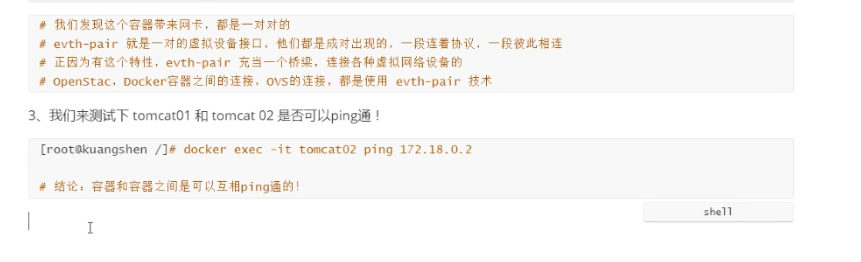 # 我们发现这个容器带来网卡，都是一对对的
# evth-pair 就是一对的虚拟设备接口，他们都是成对出现的，一段连着协议，一段彼此相连
# 正因为有这个特性，evth-pair 充当一个桥梁，连接各种虚拟网络设备的
# OpenStac，Docker容器之间的连接，OVS的连接，都是使用 evth-pair 技术
3、我们来测试下 tomcat01 和 tomcat 02 是否可以ping通！
[root@kuangshen /]# docker exec -it tomcat02 ping 172.18.0.2
# 结论：容器和容器之间是可以互相ping通的！
shell